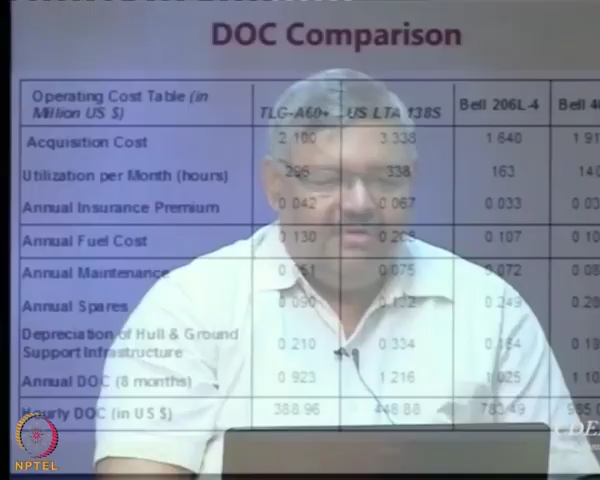 DOC Comparison
Operating Cost Table (in Million US $) TLG-A60+ US LTA 138S Bell 206L-4 Bell
Acquisition Cost 2.100 3.338 1.640
Utilization per Month (hours) 338 163
Annual Insurance Premium 0.042 0.067 0.033
Annual Fuel Cost 0.130 0.107
Annual Maintenance 0.075 0.072
Annual Spares 0.090 0.249
Depreciation of Hull & Ground
Support Infrastructure 0.210 0.334
Annual DOC (8 months) 0.923 1.216
Hourly DOC (in US $) 388.96 448.88
NPTEL